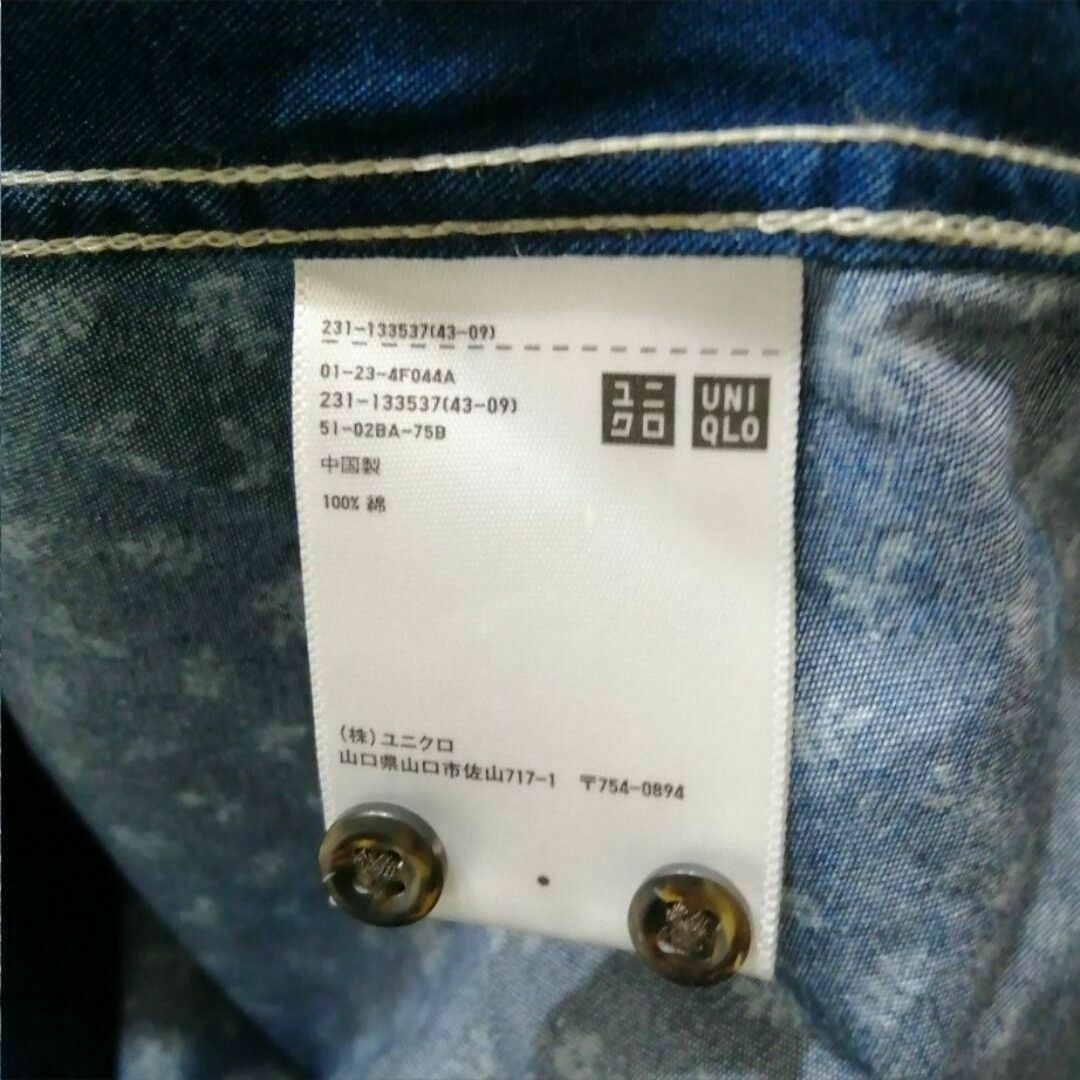 231-133537(43-09)
01-23-4F044A
231-133537(43-09)
51-02BA-75B
中国製
100% 綿
ユニ
クロ
UNI
QLO
(株)ユニクロ
山口県山口市佐山717-1 〒754-0894